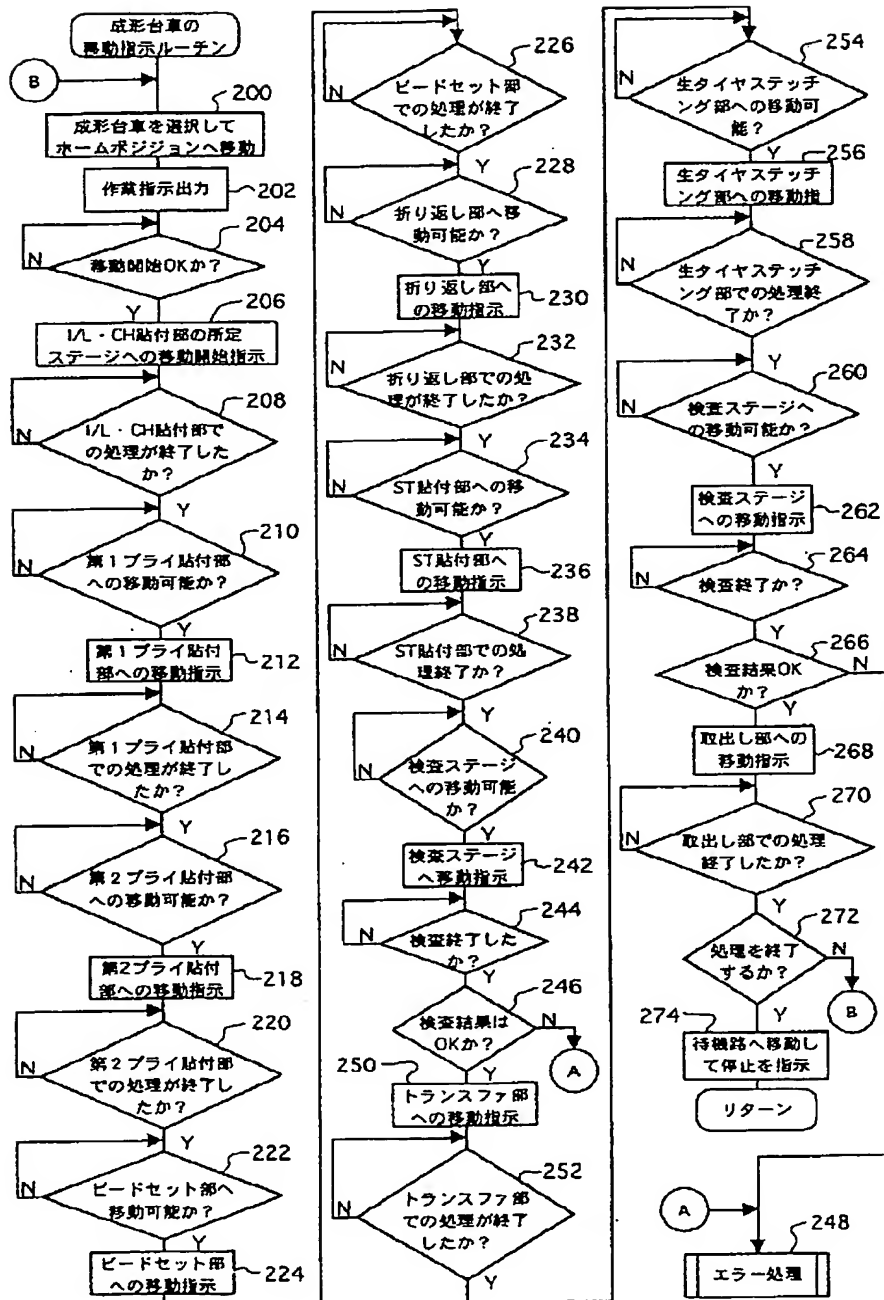 成形台車の
移動指示ルーチン
B
200
成形台車を選択して
ホームポジジョンへ移動
作業指示出力
202
204
N
移動開始OKか？
Y
206
I/L・CH貼付部の所定
ステージへの移動開始指示
208
N
I/L・CH貼付部で
の処理が終了した
か？
Y
210
N
第1プライ貼付部
への移動可能か？
Y
第1プライ貼付
部への移動指示
212
214
N
第1プライ貼付部
での処理が終了し
たか？
Y
216
N
第2プライ貼付部
への移動可能か？
Y
第2プライ貼付
部への移動指示
218
220
N
第2プライ貼付部
での処理が終了し
たか？
Y
222
N
ビードセット部へ
移動可能か？
Y
ビードセット部
への移動指示
224
226
N
ビードセット部
での処理が終了
したか？
Y
228
N
折り返し部へ移
動可能か？
Y
折り返し部へ
の移動指示
230
232
N
折り返し部での処
理が終了したか？
Y
234
N
ST貼付部への移
動可能か？
Y
ST貼付部へ
の移動指示
236
238
N
ST貼付部での処
理終了か？
Y
240
N
検査ステージ
への移動可能
か？
Y
検査ステージ
へ移動指示
242
244
N
検査終了した
か？
Y
246
検査結果は
OKか？
N
A
Y
250
トランスファ部
への移動指示
252
N
トランスファ部
での処理が終了
したか？
Y
254
N
生タイヤステッチ
ング部への移動可
能？
Y
256
生タイヤステッチ
ング部への移動指
258
N
生タイヤステッチ
ング部での処理終
了か？
Y
260
N
検査ステージへ
の移動可能か？
Y
検査ステージ
への移動指示
262
264
N
検査終了か？
Y
266
検査結果OK
か？
N
Y
取出し部への
移動指示
268
270
N
取出し部での処理
終了したか？
Y
272
処理を終了
するか？
N
B
Y
274
待機路へ移動し
て停止を指示
リターン
A
248
エラー処理